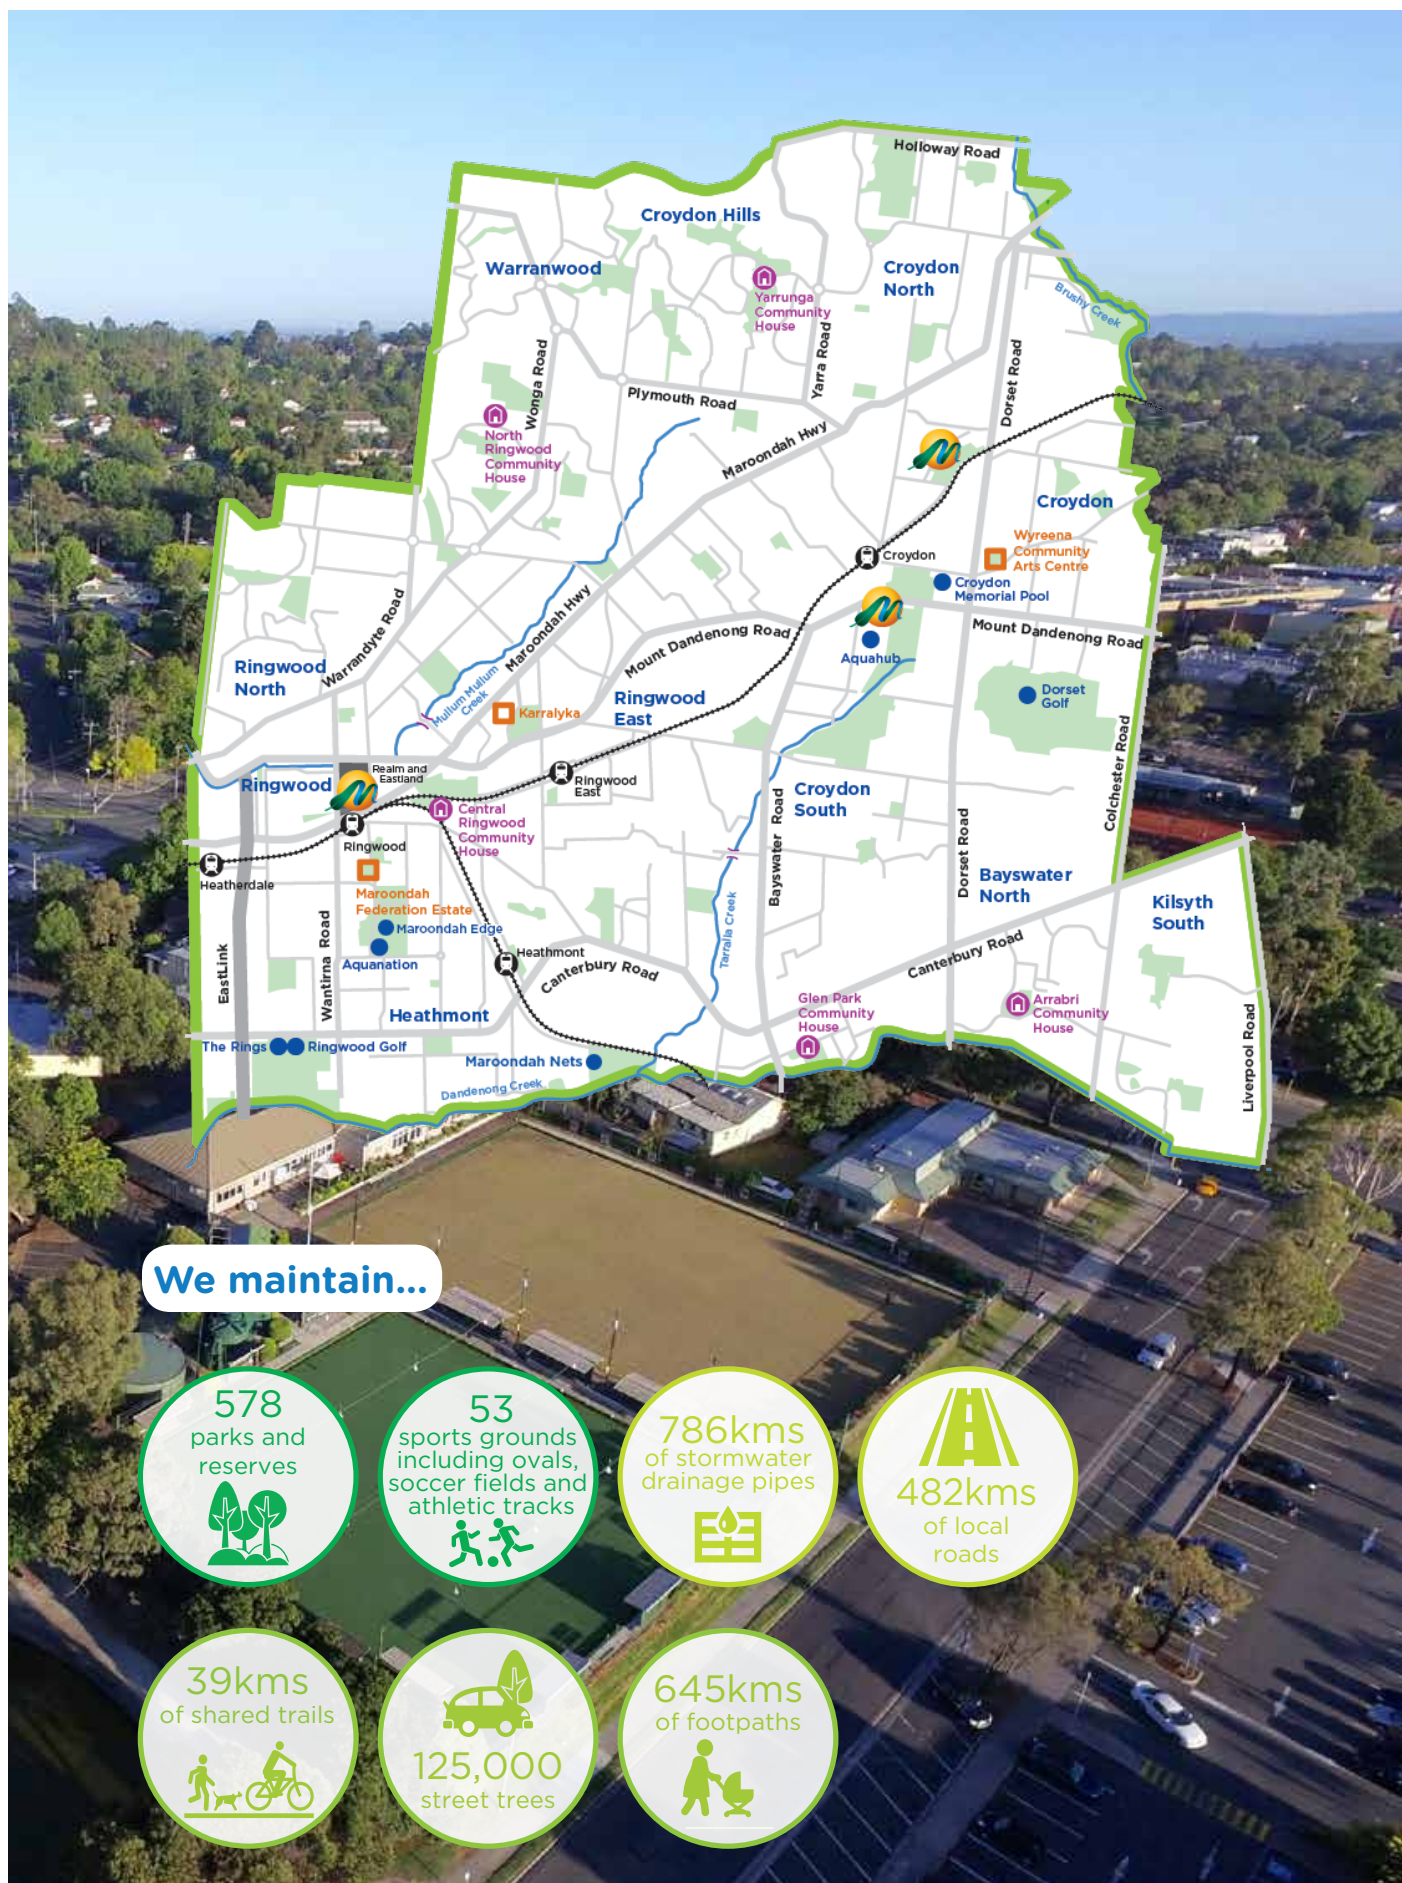 Holloway Road
Croydon Hills
Warranwood
Croydon
North
Yarrunga
Community
House
Brushy Creek
Yarra Road
Wonga Road
Dorset Road
Plymouth Road
North
Ringwood
Community
House
Maroondah Hwy
Croydon
Wyreena
Community
Arts Centre
Croydon
Croydon
Memorial Pool
Maroondah Hwy
Warrandyte Road
Mount Dandenong Road
Mount Dandenong Road
Aquahub
Ringwood
North
Mullum Mullum
Creek
Ringwood
East
Dorset
Golf
Karralyka
Realm and
Eastland
Ringwood
Ringwood
East
Croydon
South
Colchester Road
Central
Ringwood
Community
House
Bayswater Road
Dorset Road
Ringwood
Heatherdale
Maroondah
Federation Estate
Maroondah Edge
Aquanation
Bayswater
North
Kilsyth
South
Tarralla Creek
EastLink
Wantirna Road
Heathmont
Canterbury Road
Canterbury Road
Glen Park
Community
House
Arrabri
Community
House
Heathmont
The Rings
Ringwood Golf
Maroondah Nets
Dandenong Creek
Liverpool Road
We maintain...
578
parks and
reserves
53
sports grounds
including ovals,
soccer fields and
athletic tracks
786kms
of stormwater
drainage pipes
482kms
of local
roads
39kms
of shared trails
125,000
street trees
645kms
of footpaths